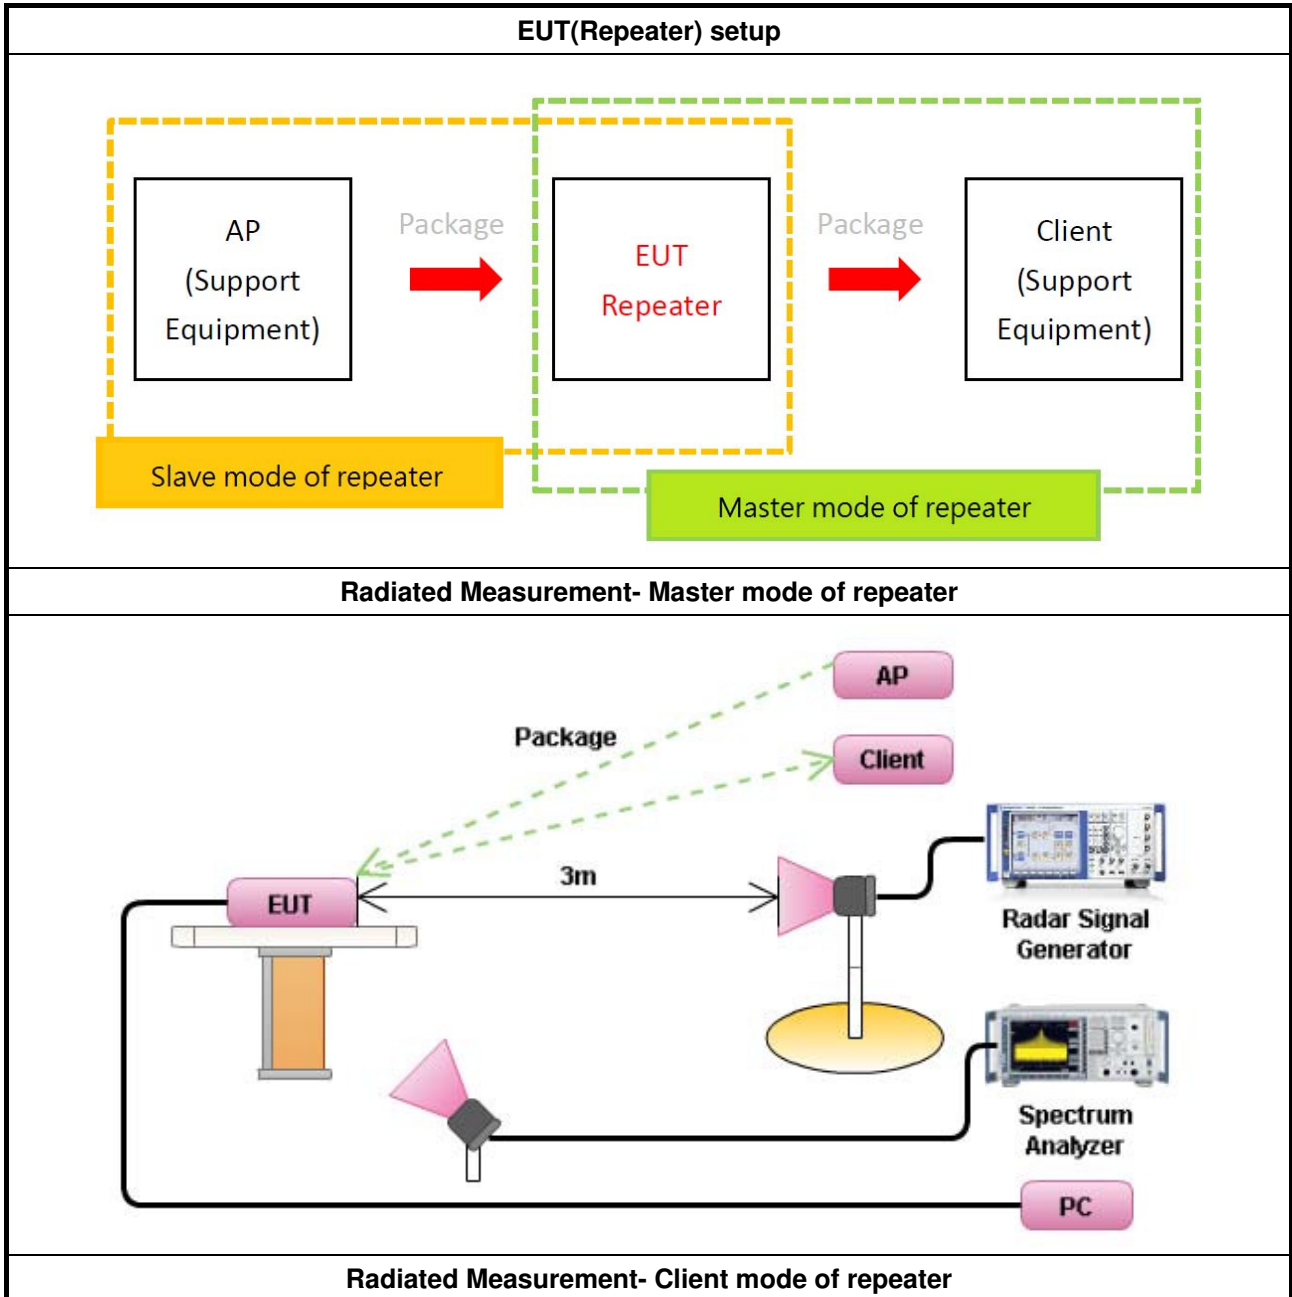 EUT(Repeater) setup
AP
(Support
Equipment)
Package
EUT
Repeater
Package
Client
(Support
Equipment)
Slave mode of repeater
Master mode of repeater
Radiated Measurement- Master mode of repeater
AP
Package
Client
3m
EUT
Radar Signal
Generator
Spectrum
Analyzer
PC
Radiated Measurement- Client mode of repeater